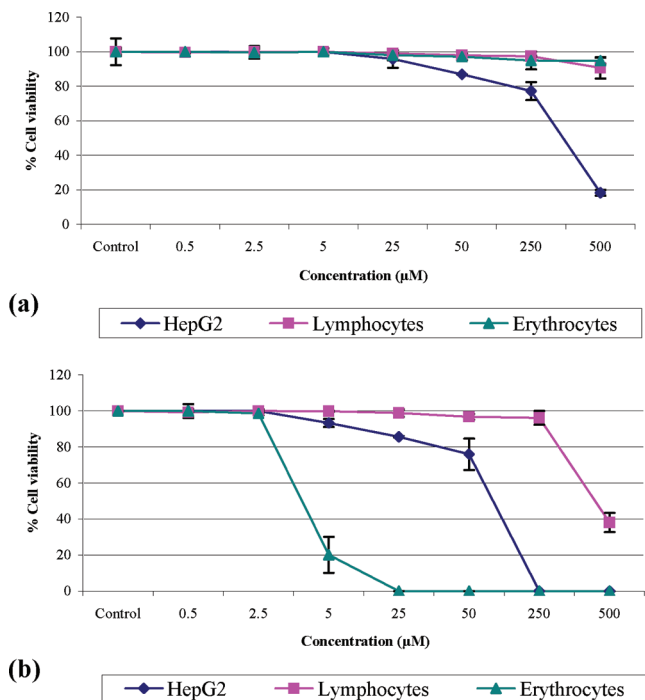 120
100
80
60
40
20
0
% Cell viability
Control 0.5 2.5 5 25 50 250 500
Concentration (µM)
(a)
HepG2 Lymphocytes Erythrocytes
120
100
80
60
40
20
0
% Cell viability
Control 0.5 2.5 5 25 50 250 500
Concentration (µM)
(b)
HepG2 Lymphocytes Erythrocytes